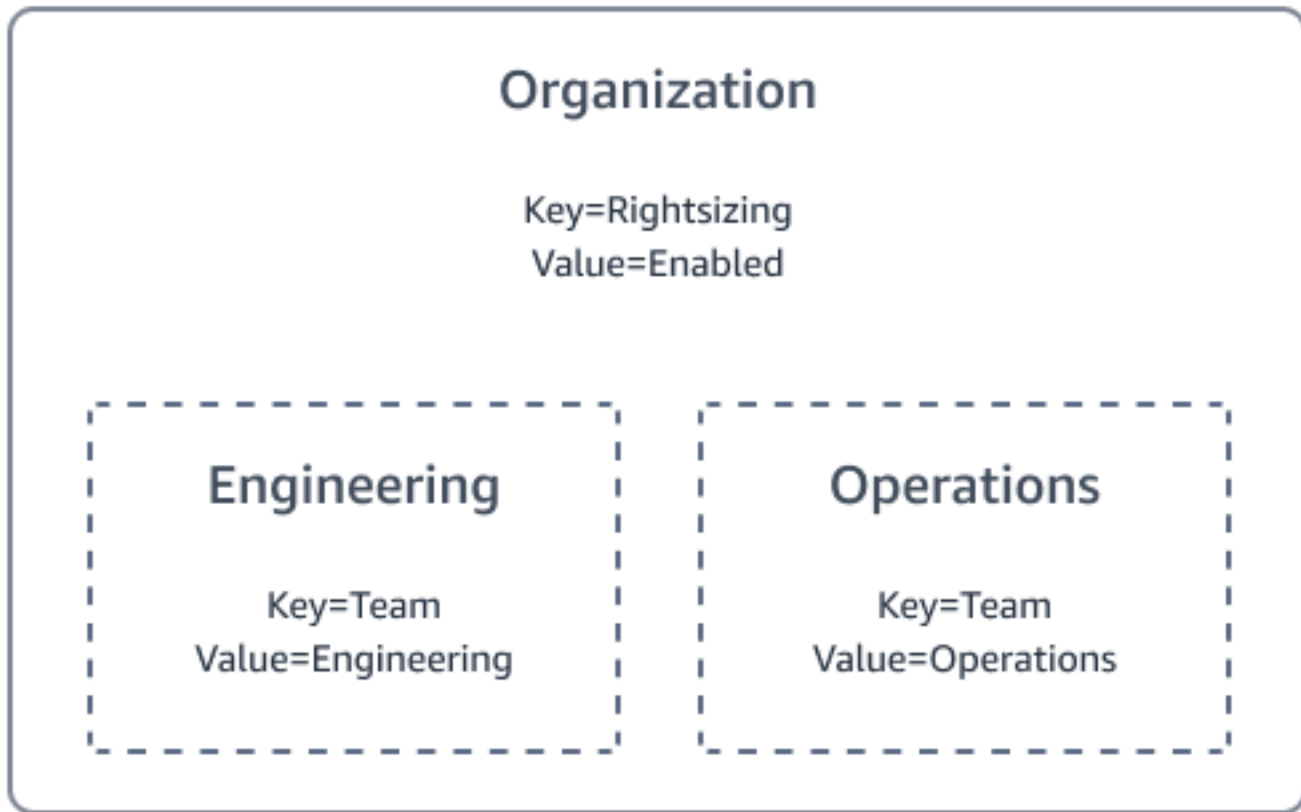 Organization
Key=Rightsizing
Value=Enabled
Engineering
Key=Team
Value=Engineering
Operations
Key=Team
Value=Operations